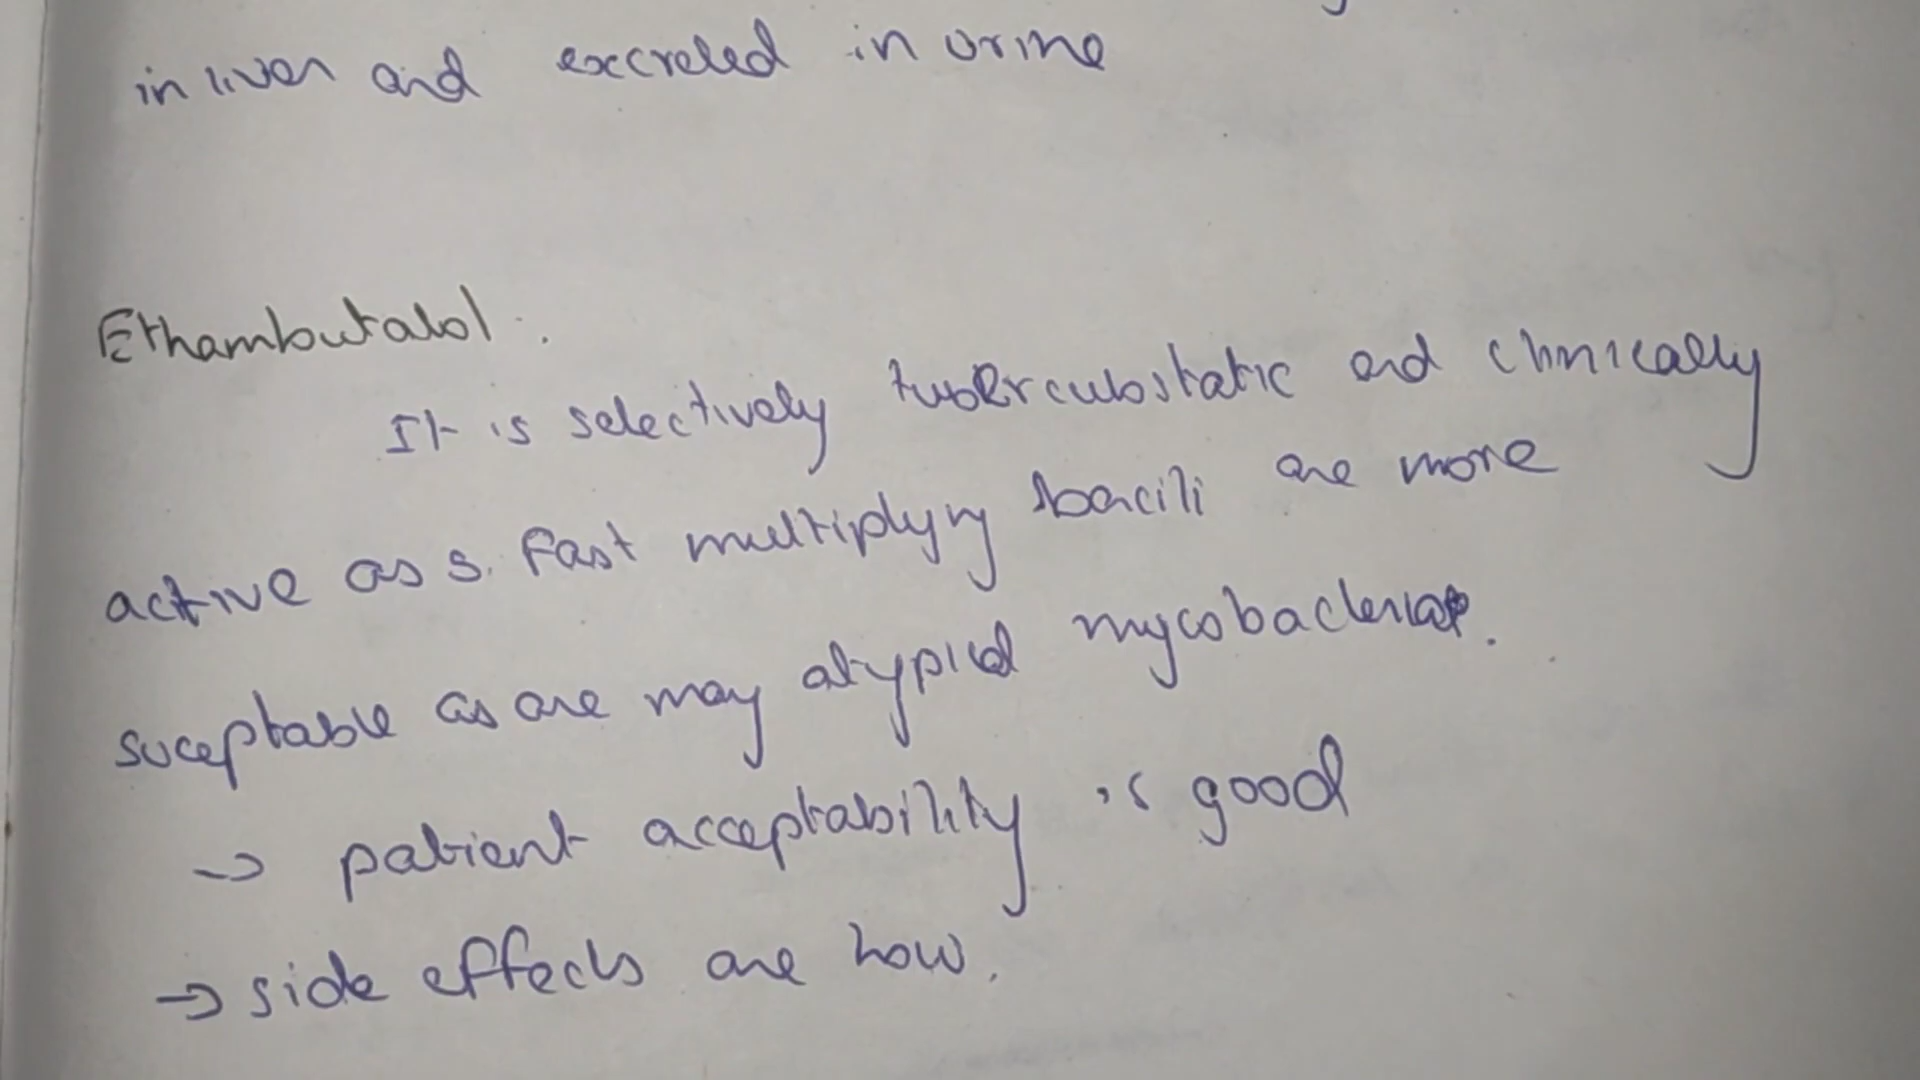 in liver and excreted in urine
Ethambutalol :
It is selectively tuberculostatic and clinically
active as s. Fast multiplying bacili are more
suceptable as are may atypical mycobacteria.
→ patient acceptability is good
→ side effects are low.